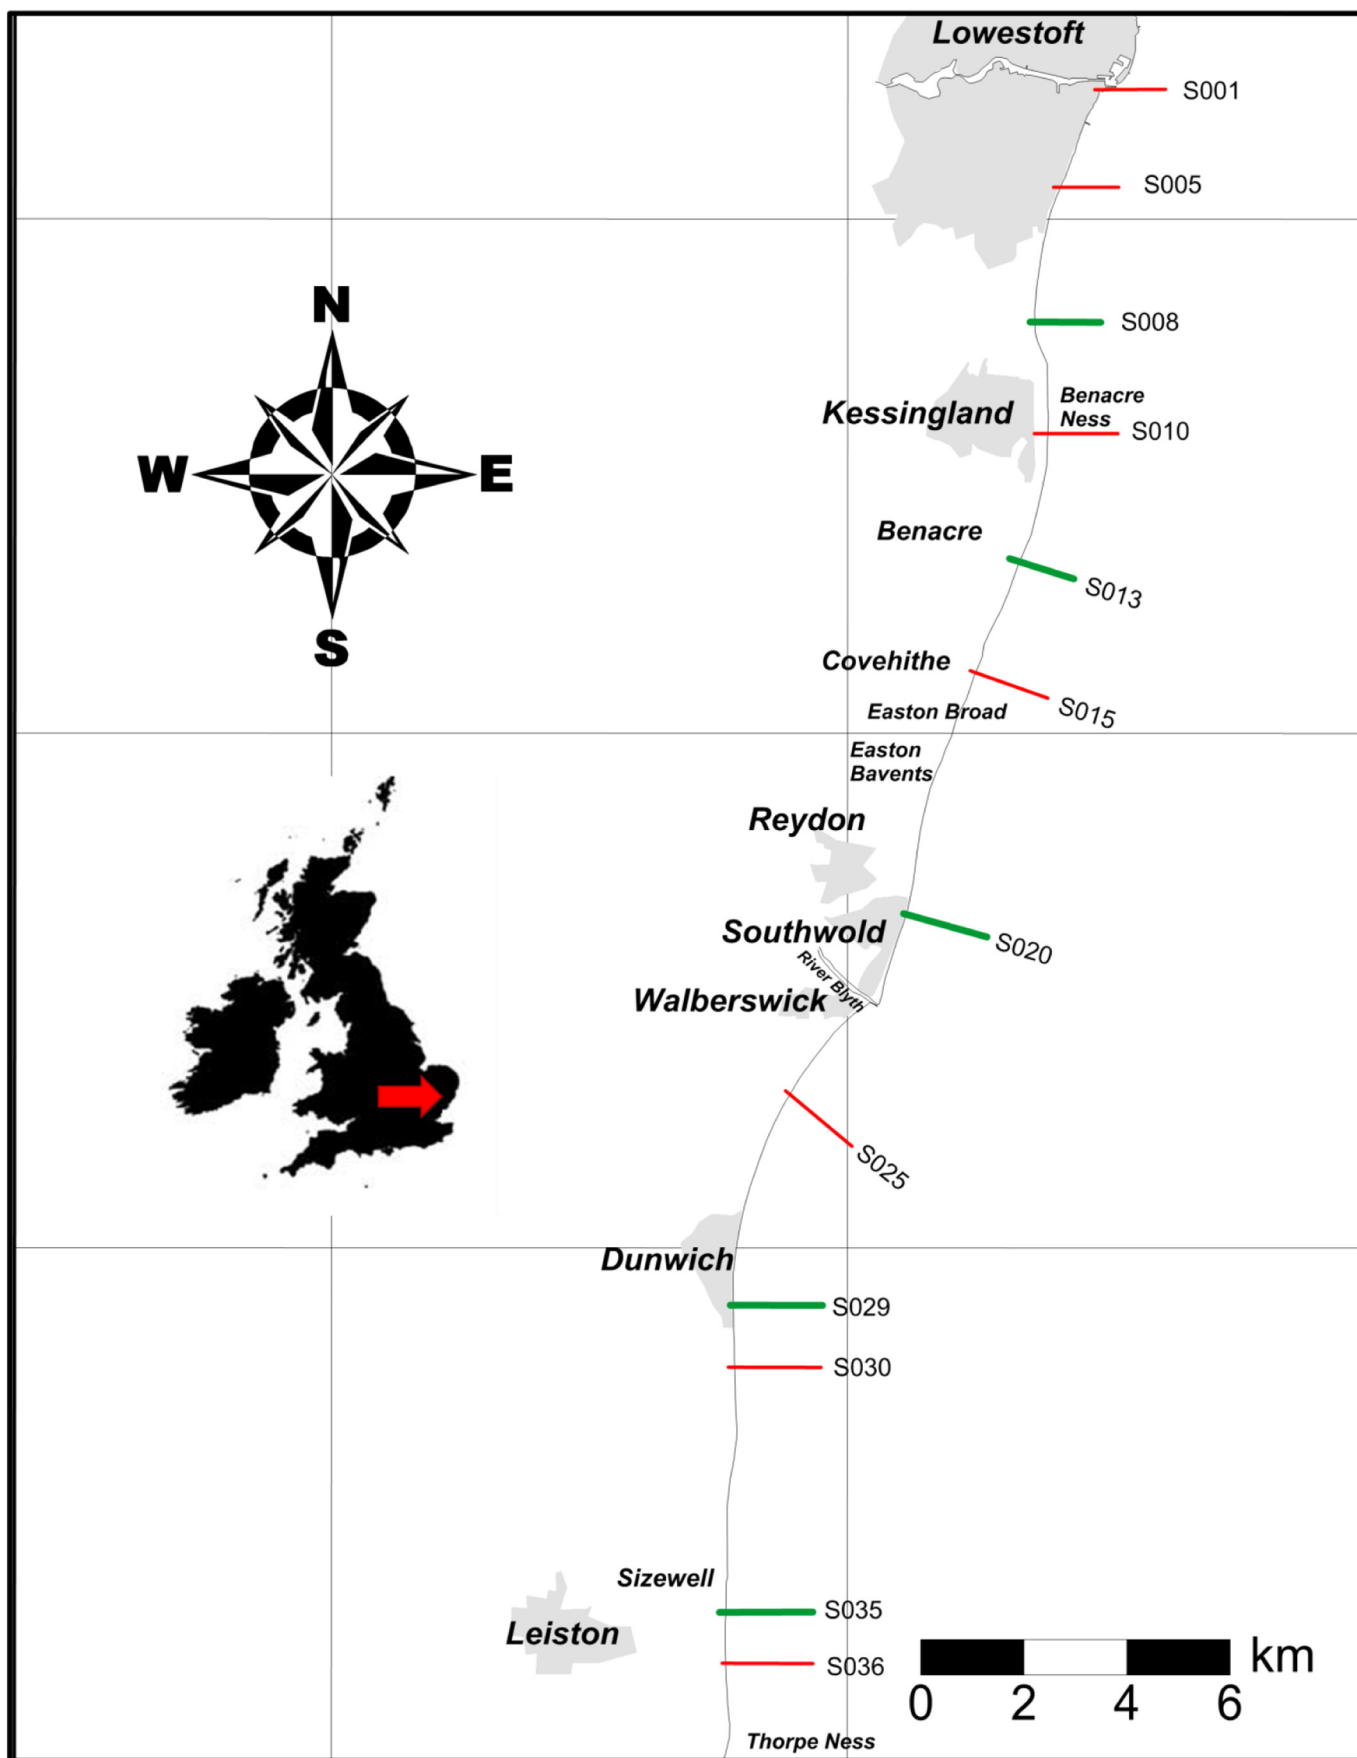 Lowestoft
S001
S005
N
S008
Benacre
Ness
Kessingland
S010
W
E
Benacre
S013
S
Covehithe
S015
Easton Broad
Easton
Bavents
Reydon
Southwold
S020
River Blyth
Walberswick
S025
Dunwich
S029
S030
Sizewell
S035
Leiston
S036
km
0 2 4 6
Thorpe Ness